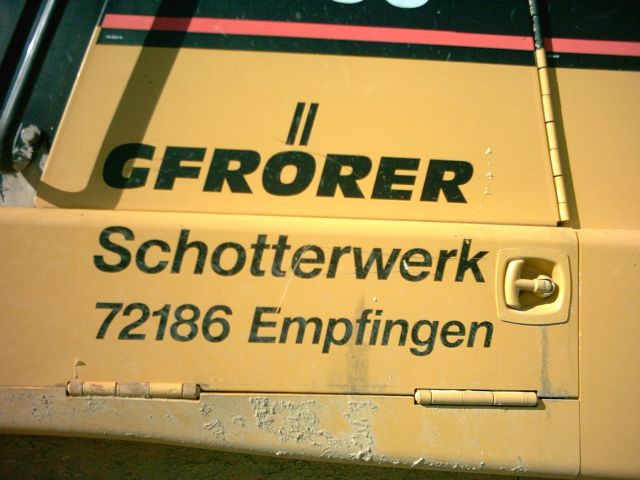 GFRÖRER
Schotterwerk
72186 Empfingen